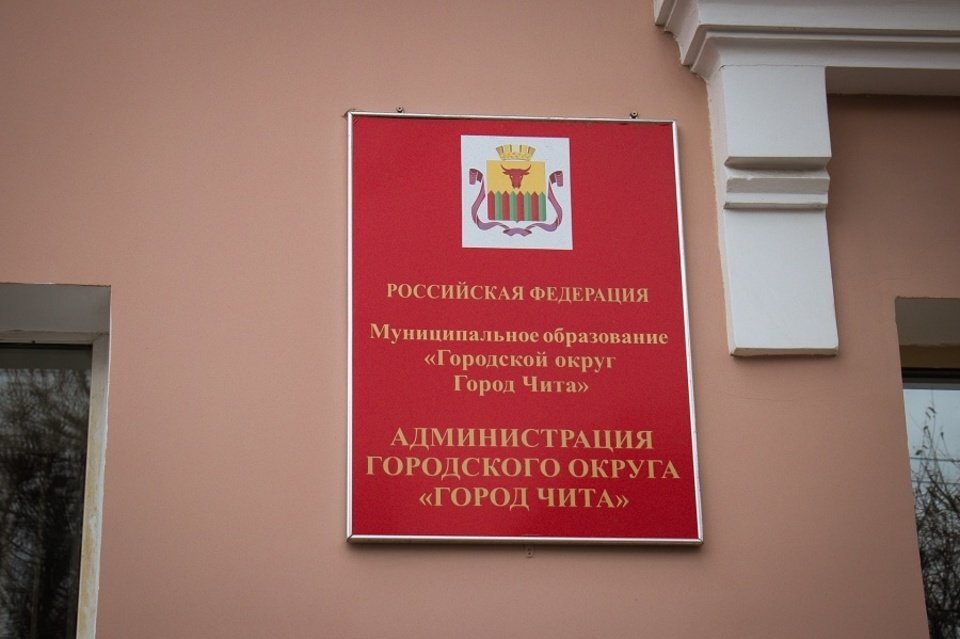 РОССИЙСКАЯ ФЕДЕРАЦИЯ
Муниципальное образование
«Городской округ
Город Чита»
АДМИНИСТРАЦИЯ
ГОРОДСКОГО ОКРУГА
«ГОРОД ЧИТА»